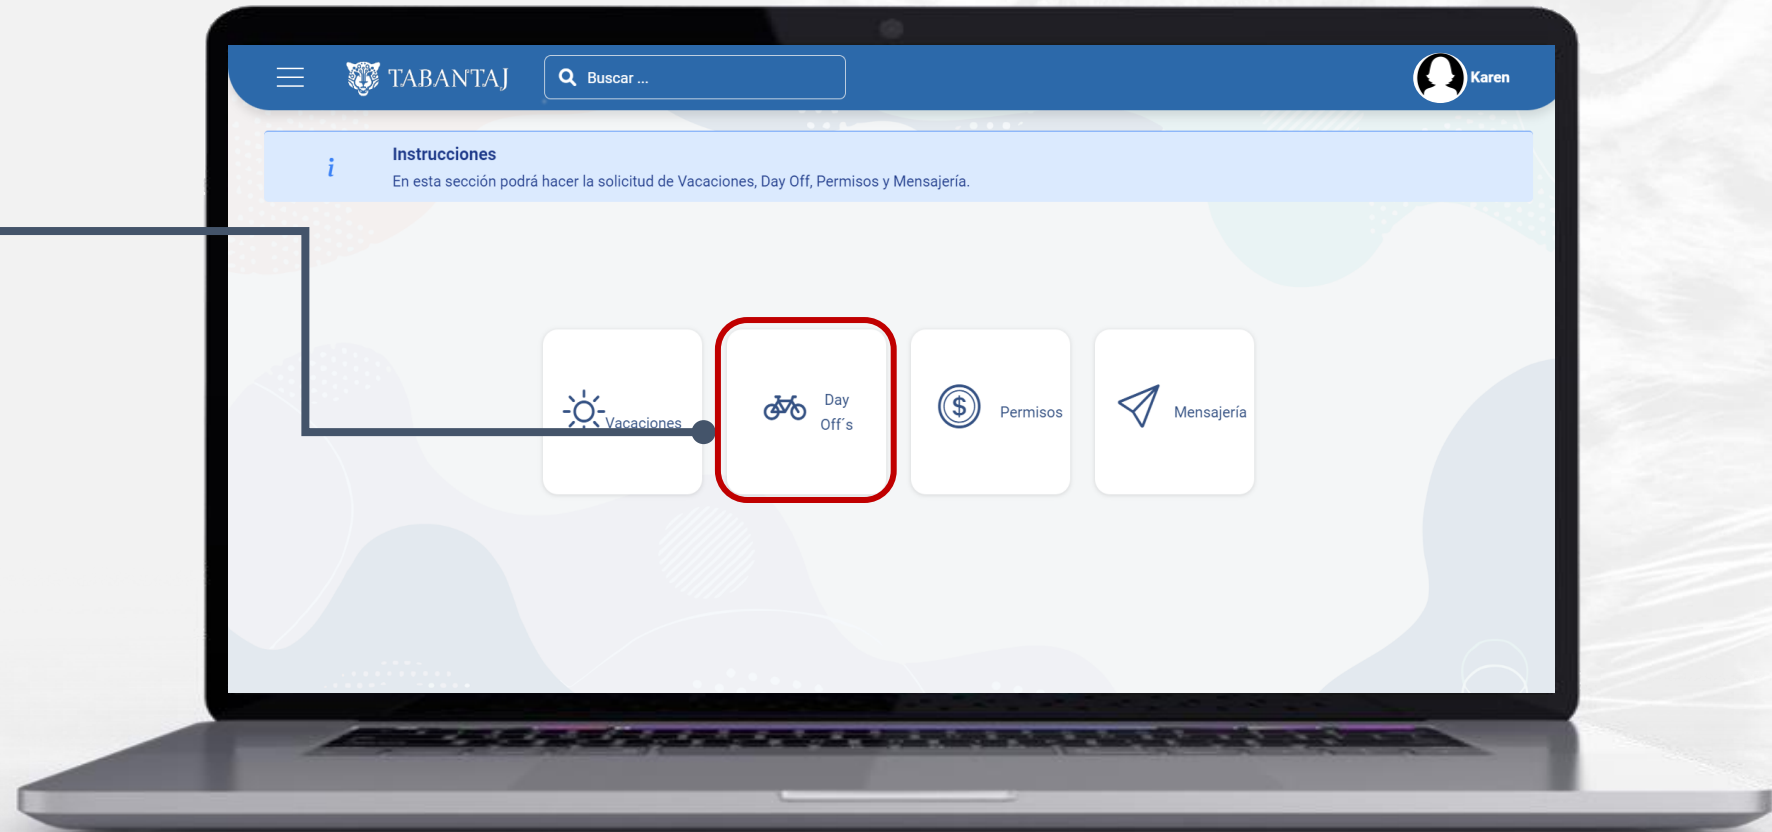 TABANTAJ
Buscar ...
Karen
Instrucciones
En esta sección podrá hacer la solicitud de Vacaciones, Day Off, Permisos y Mensajería.
Vacaciones
Day
Off´s
Permisos
Mensajería